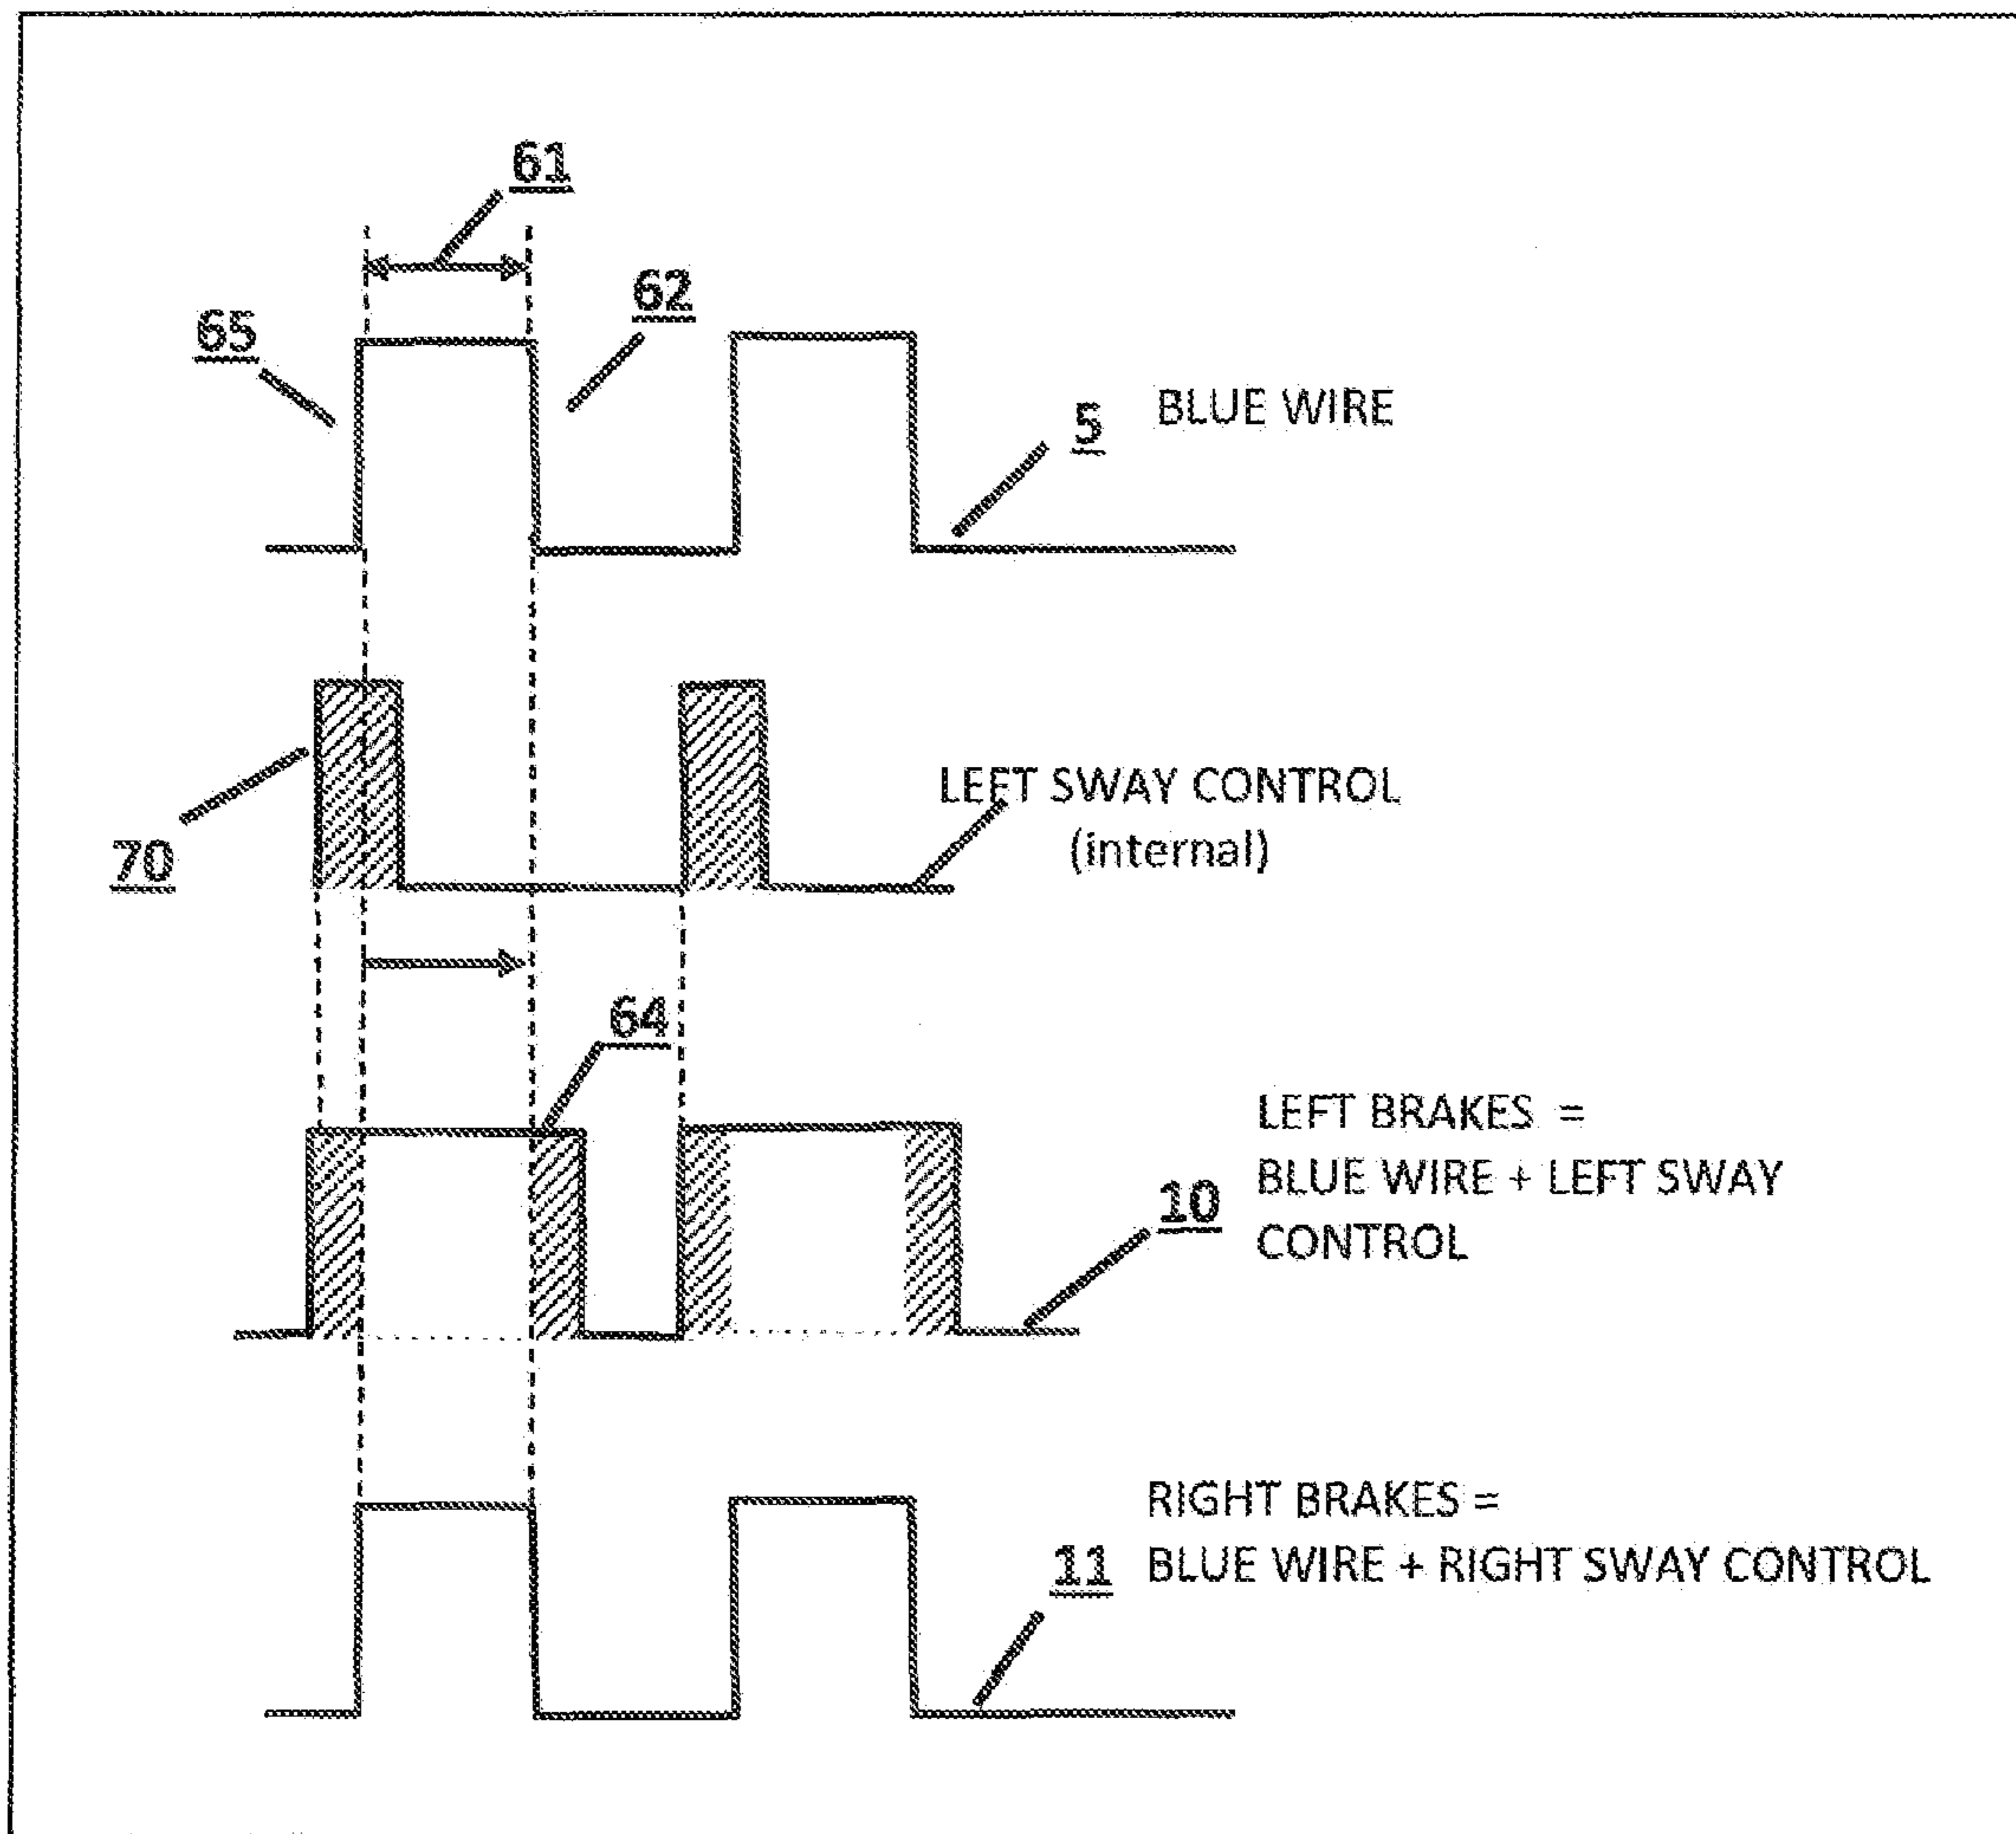 61
62
65
5 BLUE WIRE
LEFT SWAY CONTROL
(internal)
70
64
LEFT BRAKES =
BLUE WIRE + LEFT SWAY
10
CONTROL
RIGHT BRAKES =
11 BLUE WIRE + RIGHT SWAY CONTROL